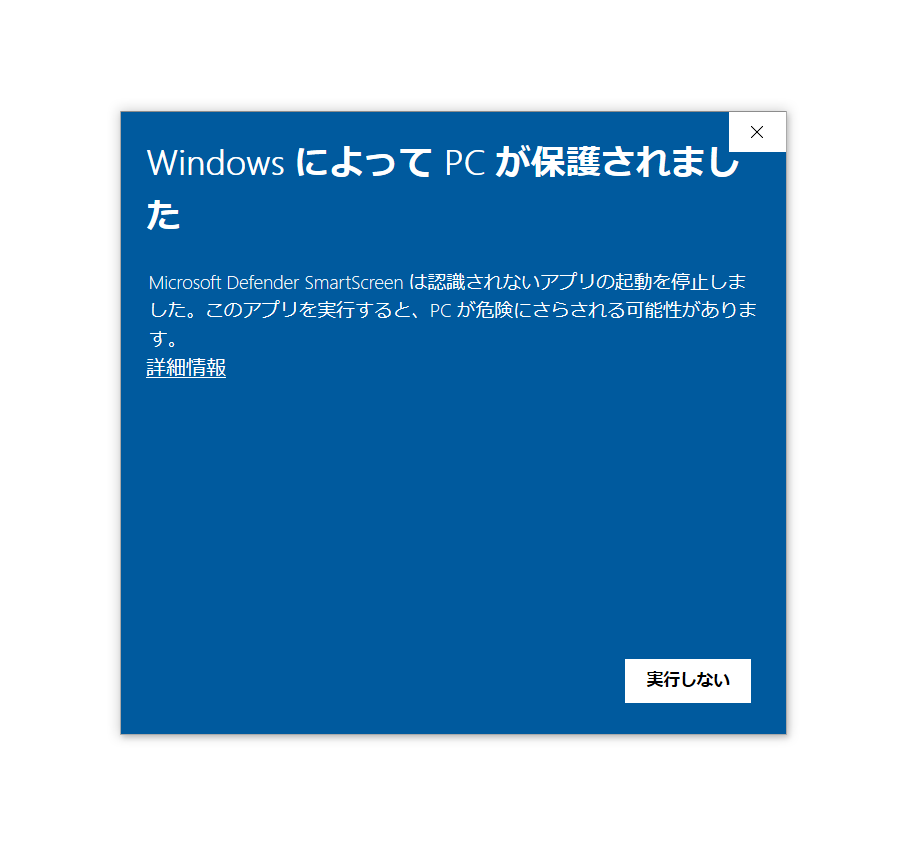 Windows によって PC が保護されまし
た
Microsoft Defender SmartScreen は認識されないアプリの起動を停止しま
した。このアプリを実行すると、PC が危険にさらされる可能性がありま
す。
詳細情報
実行しない